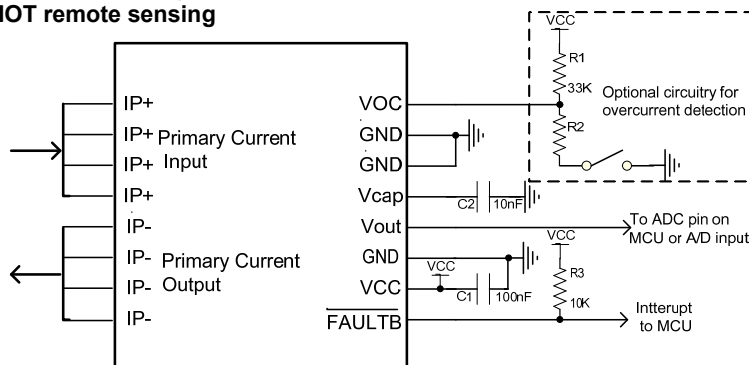 IOT remote sensing
VCC
R1
33K
Optional circuitry for
overcurrent detection
R2
IP+
IP+
IP+
IP+
Primary Current
Input
IP-
IP-
IP-
IP-
Primary Current
Output
VOC
GND
GND
Vcap
Vout
GND
VCC
FAULTB
C2
10nF
To ADC pin on
MCU or A/D input
VCC
C1
100nF
VCC
R3
10K
Intterupt
to MCU